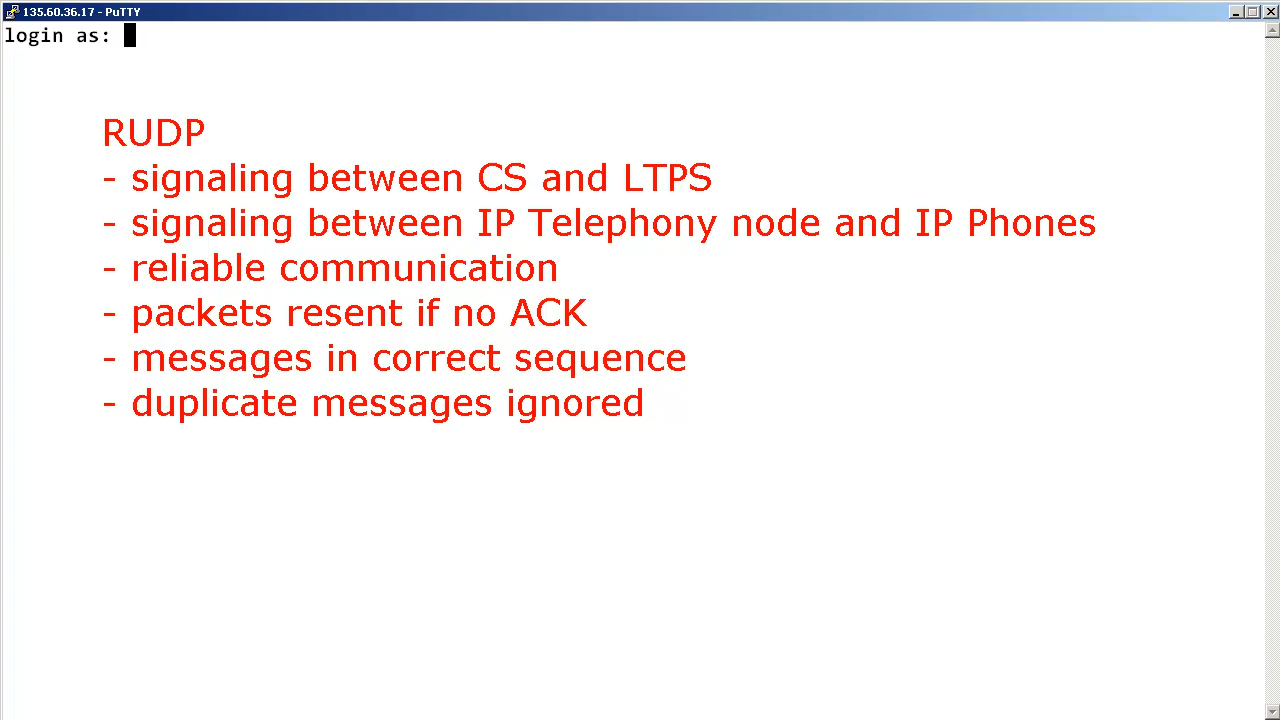 135.60.36.17 - PuTTY
login as:
RUDP
- signaling between CS and LTPS
- signaling between IP Telephony node and IP Phones
- reliable communication
- packets resent if no ACK
- messages in correct sequence
- duplicate messages ignored